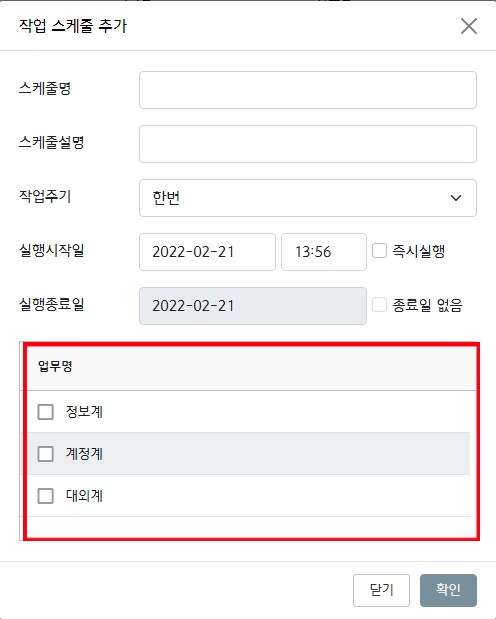 작업 스케줄 추가
스케줄명
스케줄설명
작업주기 한번
실행시작일 2022-02-21 13:56 즉시실행
실행종료일 2022-02-21 종료일 없음
업무명
정보계
계정계
대외계
닫기 확인